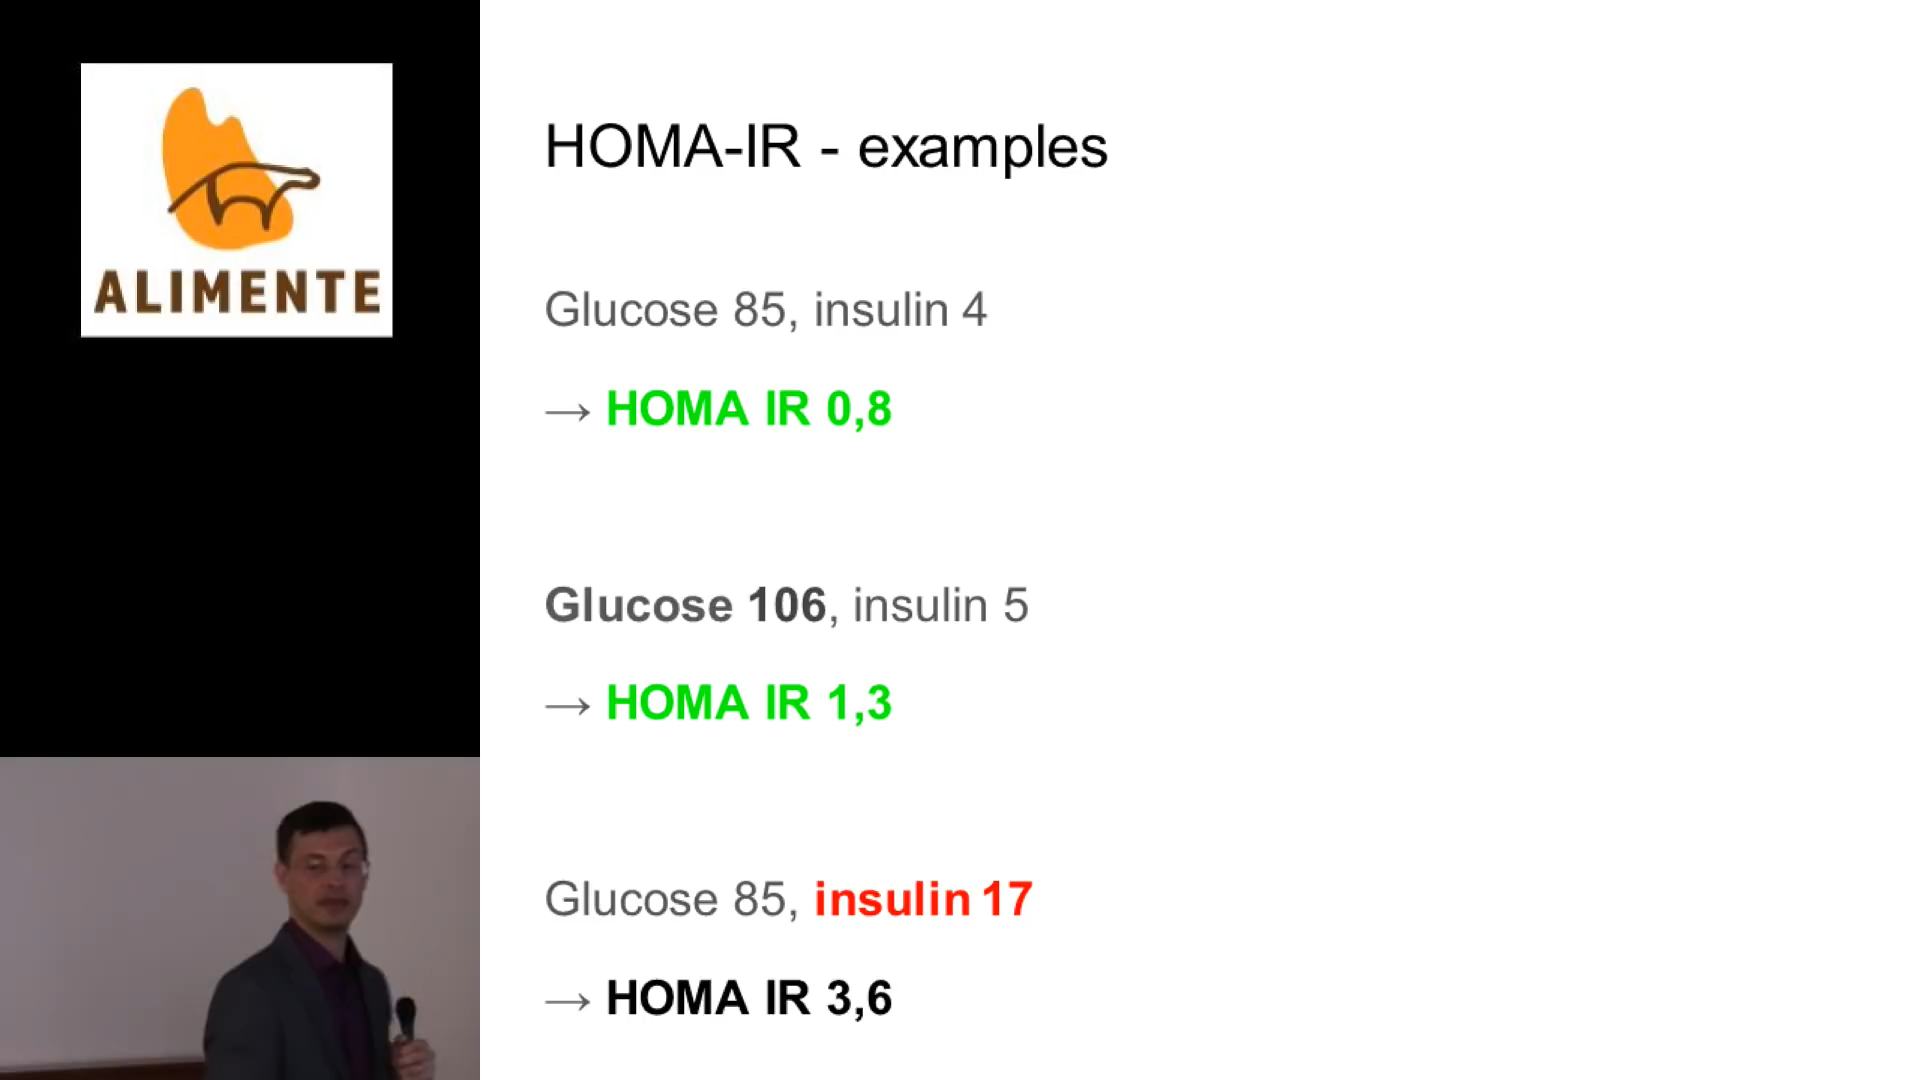 ALIMENTE
HOMA-IR - examples
Glucose 85, insulin 4
→ HOMA IR 0,8
Glucose 106, insulin 5
→ HOMA IR 1,3
Glucose 85, insulin 17
→ HOMA IR 3,6